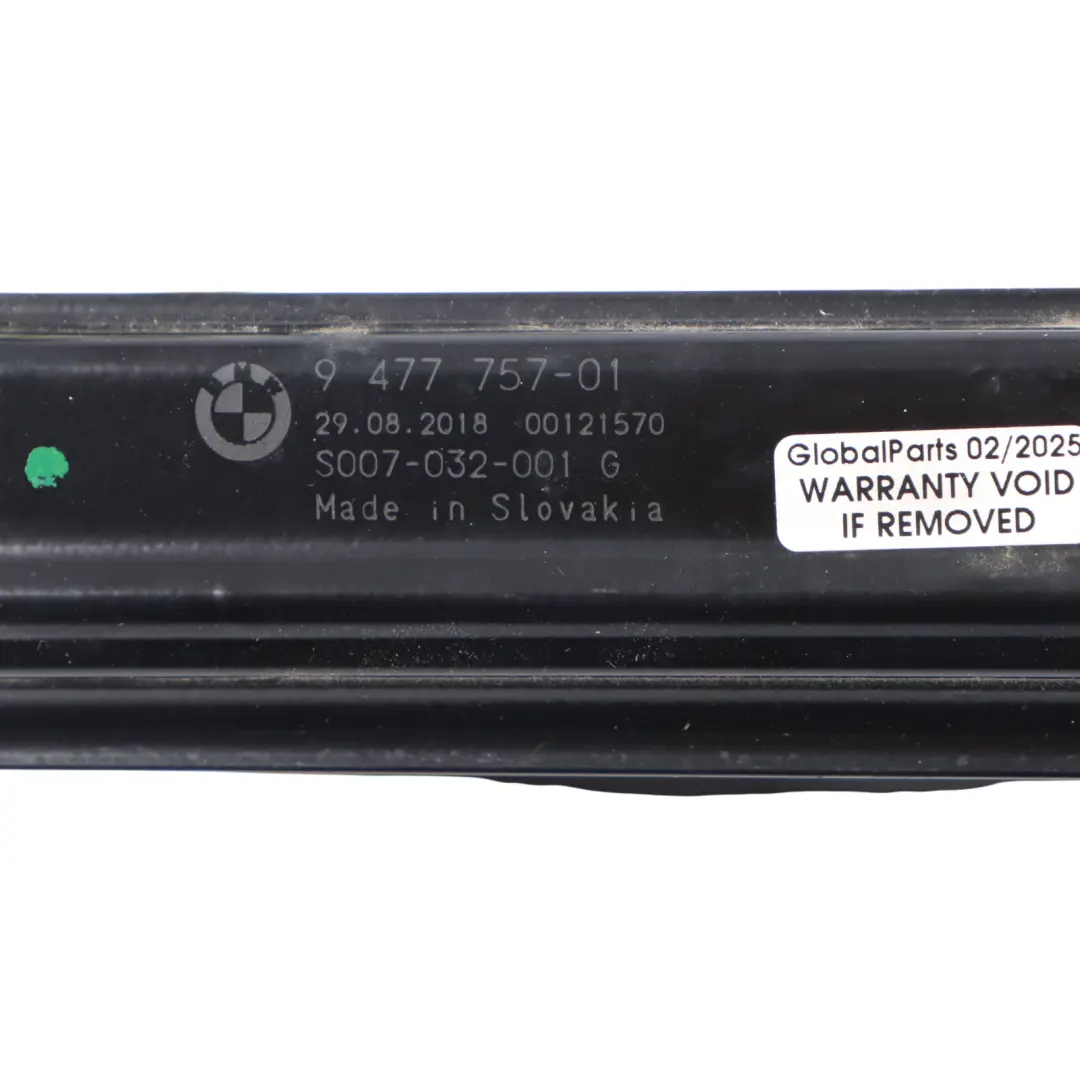 9 477 757-01
29.08.2018 00121570
S007-032-001 G
Made in Slovakia
GlobalParts 02/2025
WARRANTY VOID
IF REMOVED